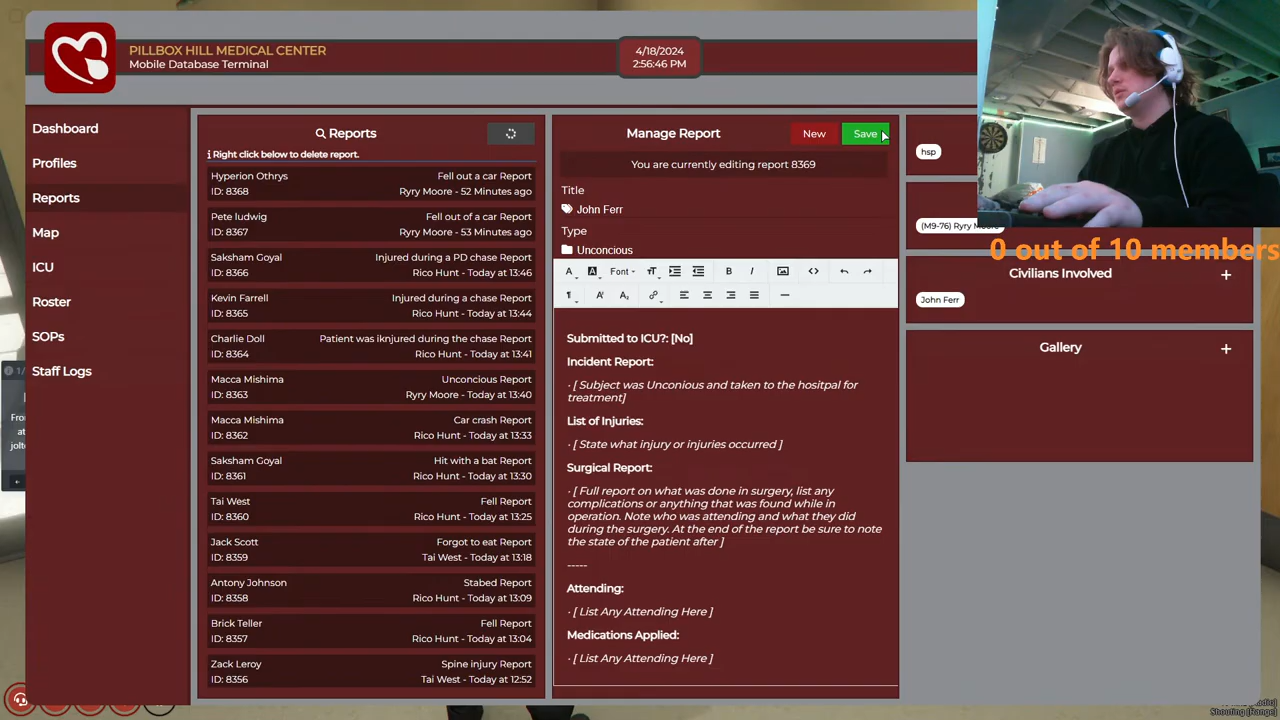 PILLBOX HILL MEDICAL CENTER
Mobile Database Terminal
4/18/2024
2:56:46 PM
Dashboard
Profiles
Reports
Map
ICU
Roster
SOPs
Staff Logs
Reports
Right click below to delete report.
Hyperion Othrys Fell out a car Report
ID: 8368 Ryry Moore - 52 Minutes ago
Pete ludwig Fell out of a car Report
ID: 8367 Ryry Moore - 53 Minutes ago
Saksham Goyal Injured during a PD chase Report
ID: 8366 Rico Hunt - Today at 13:46
Kevin Farrell Injured during a chase Report
ID: 8365 Rico Hunt - Today at 13:44
Charlie Doll Patient was iknjured during the chase Report
ID: 8364 Rico Hunt - Today at 13:41
Macca Mishima Unconcious Report
ID: 8363 Ryry Moore - Today at 13:40
Macca Mishima Car crash Report
ID: 8362 Rico Hunt - Today at 13:33
Saksham Goyal Hit with a bat Report
ID: 8361 Rico Hunt - Today at 13:30
Tai West Fell Report
ID: 8360 Rico Hunt - Today at 13:25
Jack Scott Forgot to eat Report
ID: 8359 Tai West - Today at 13:18
Antony Johnson Stabed Report
ID: 8358 Rico Hunt - Today at 13:09
Brick Teller Fell Report
ID: 8357 Rico Hunt - Today at 13:04
Zack Leroy Spine injury Report
ID: 8356 Tai West - Today at 12:52
Manage Report New Save
You are currently editing report 8369
Title
John Ferr
Type
Unconcious
Font
B I
Submitted to ICU?: [No]
Incident Report:
· [ Subject was Unconious and taken to the hositpal for
treatment]
List of Injuries:
· [ State what injury or injuries occurred ]
Surgical Report:
· [ Full report on what was done in surgery, list any
complications or anything that was found while in
operation. Note who was attending and what they did
during the surgery. At the end of the report be sure to note
the state of the patient after ]
-----
Attending:
· [ List Any Attending Here ]
Medications Applied:
· [ List Any Attending Here ]
hsp
(M9-76) Ryry
0 out of 10 members
Civilians Involved +
John Ferr
Gallery +